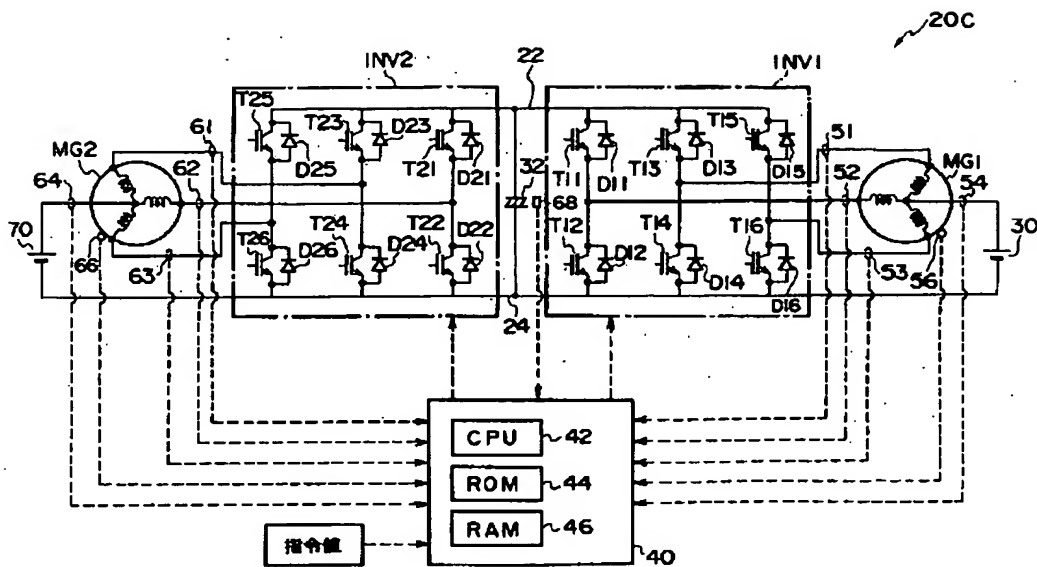 20C
INV2
22
INV1
T25
61
T23
D23
T15
51
MG2
64
62
T21
32
T11
T13
D13
52
MG1
54
D25
D21
68
D11
D15
70
T26
T24
T22
T12
T14
T16
30
66
63
D26
D24
D22
D12
D14
53
56
24
D16
CPU
42
ROM
44
RAM
46
指令値
40